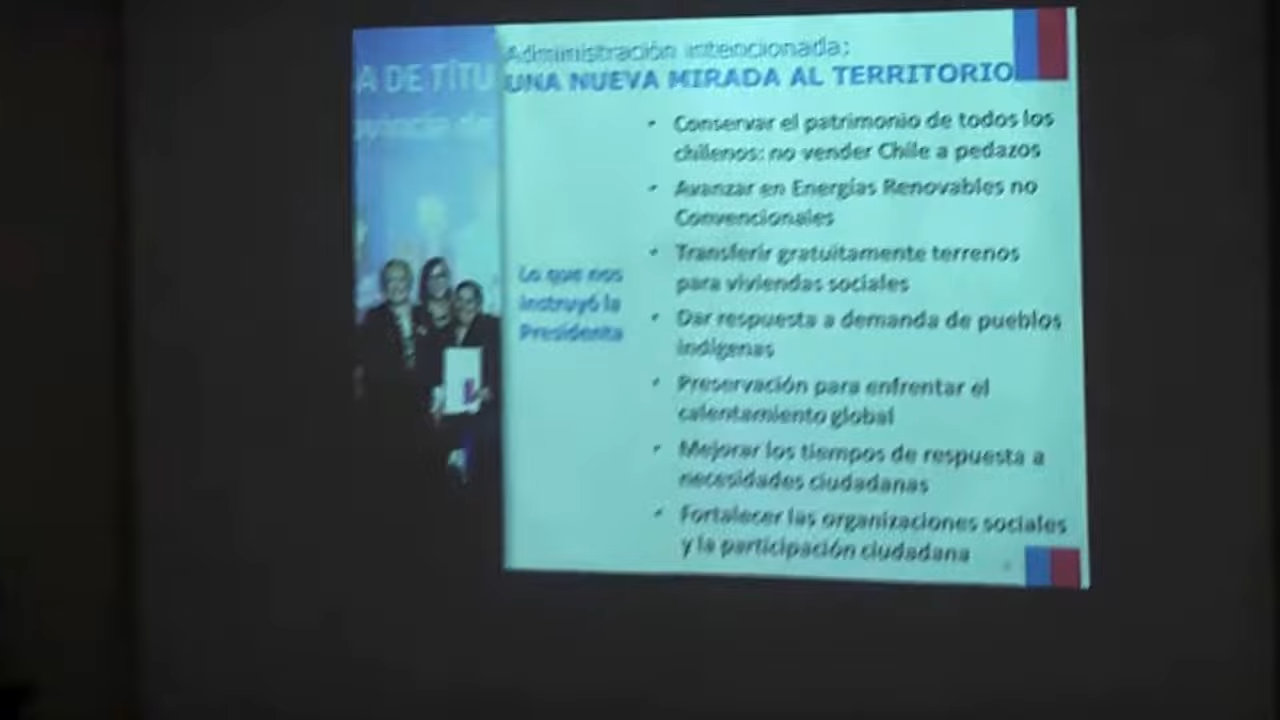 A DE TÍTU
Administración intencionada:
UNA NUEVA MIRADA AL TERRITORIO
Lo que nos
instruyó la
Presidenta
• Conservar el patrimonio de todos los
chilenos: no vender Chile a pedazos
• Avanzar en Energías Renovables no
Convencionales
• Transferir gratuitamente terrenos
para viviendas sociales
• Dar respuesta a demanda de pueblos
indígenas
• Preservación para enfrentar el
calentamiento global
• Mejorar los tiempos de respuesta a
necesidades ciudadanas
• Fortalecer las organizaciones sociales
y la participación ciudadana